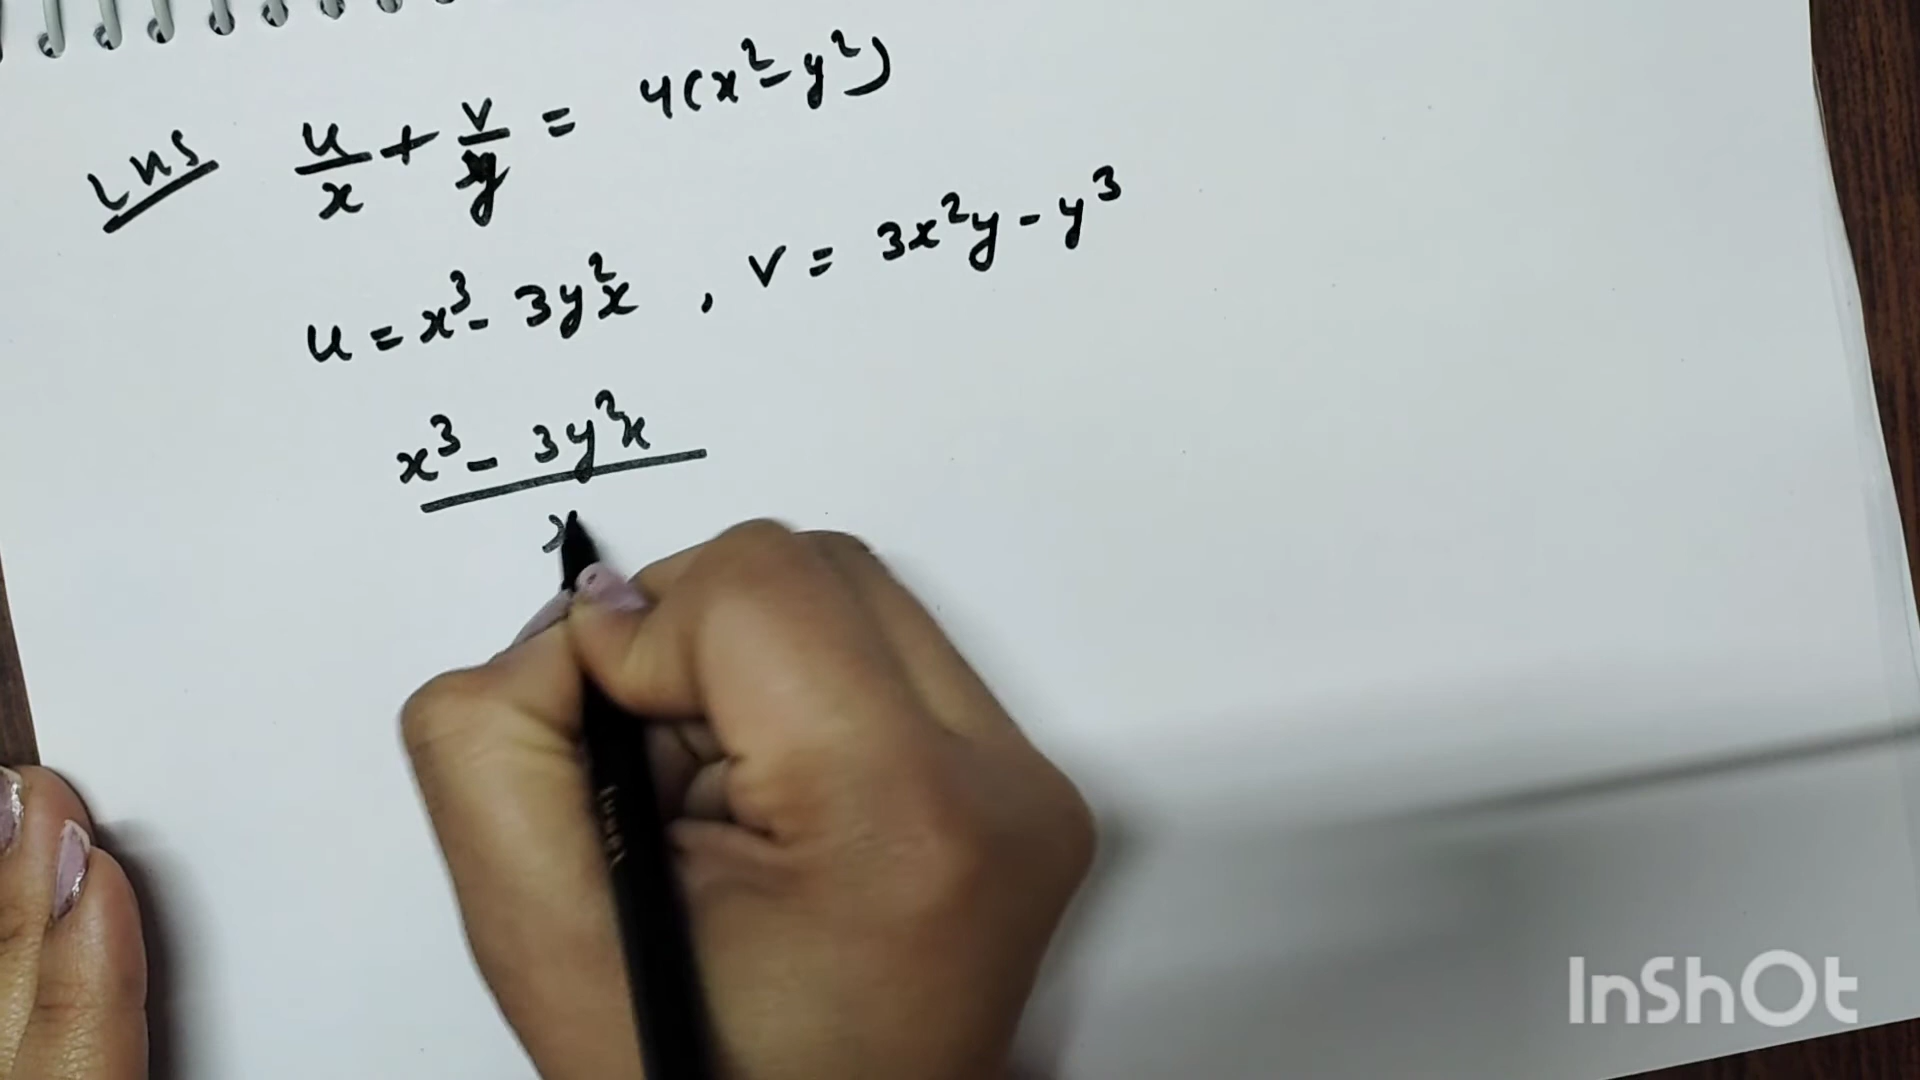 LHS u/x + v/y = 4(x² - y²)
u = x³ - 3y²x , v = 3x²y - y³
x³ - 3y²x
x
InShOt